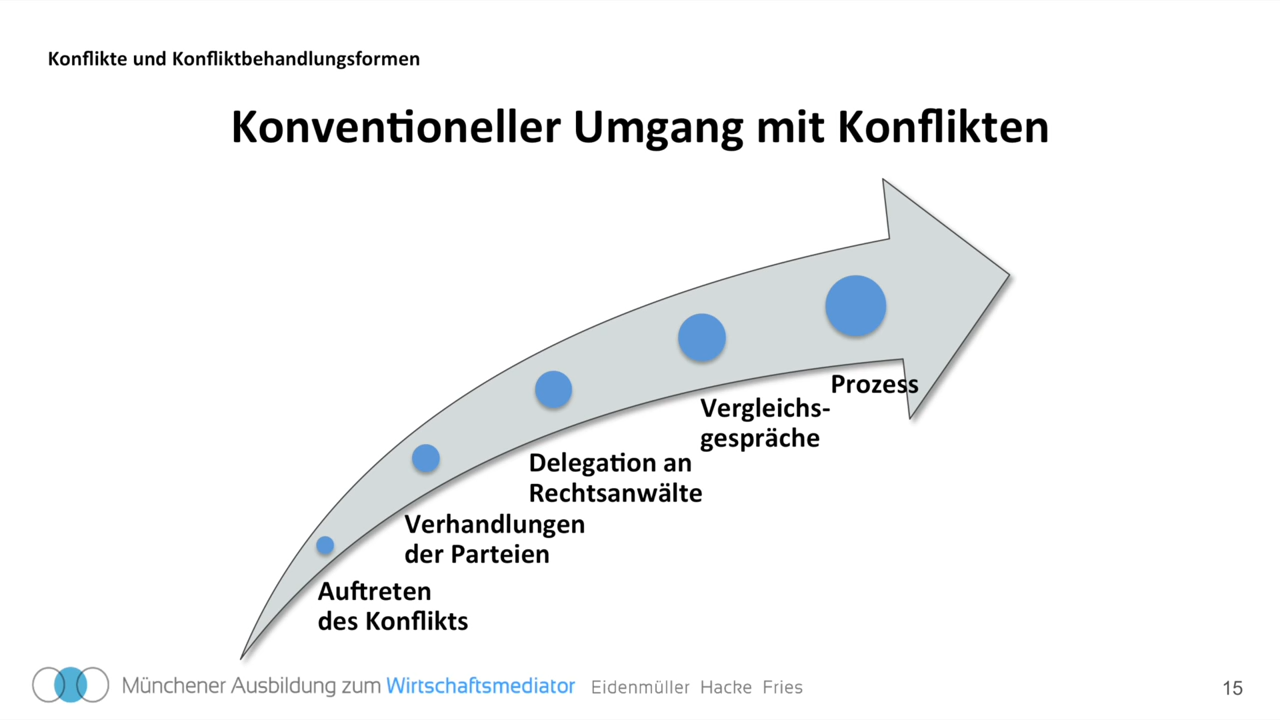 Konflikte und Konfliktbehandlungsformen
Konventioneller Umgang mit Konflikten
Prozess
Vergleichs-
gespräche
Delegation an
Rechtsanwälte
Verhandlungen
der Parteien
Auftreten
des Konflikts
Münchener Ausbildung zum Wirtschaftsmediator Eidenmüller Hacke Fries
15